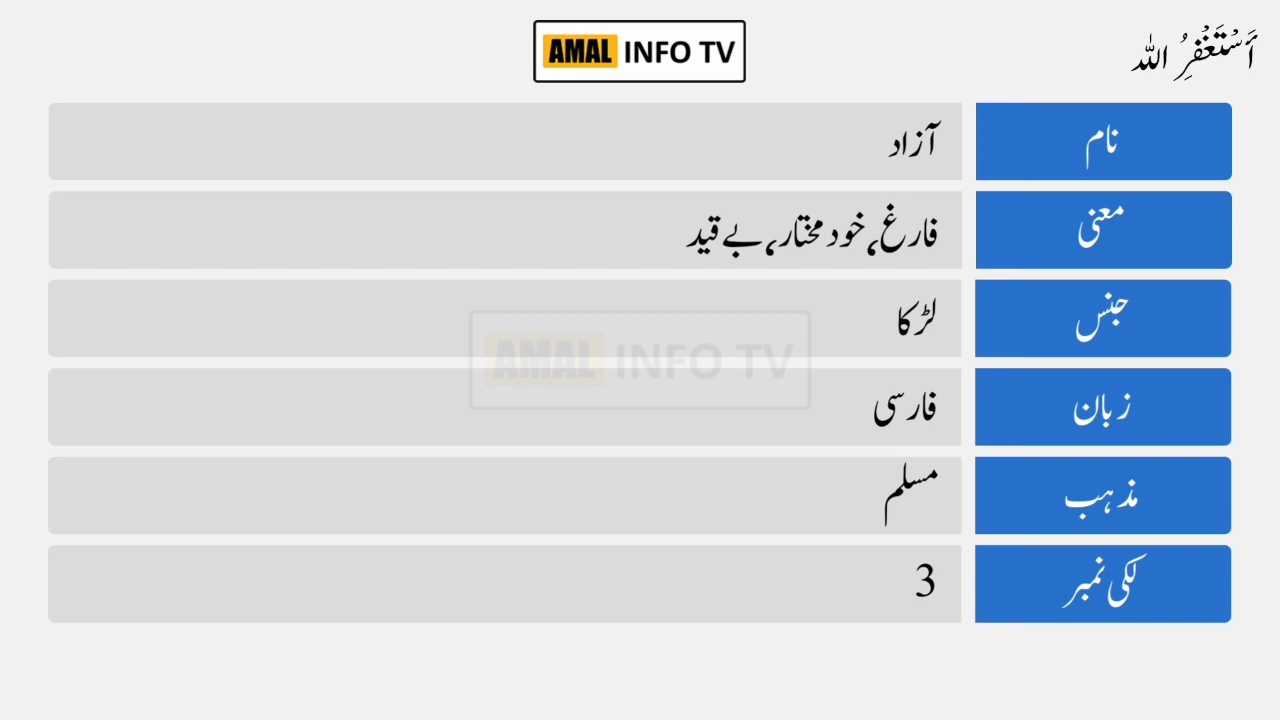 AMAL INFO TV
أَسْتَغْفِرُ اللّٰہ
نام
آزاد
معنی
فارغ، خود مختار، بے قید
جنس
لڑکا
زبان
فارسی
مذہب
مسلم
لکی نمبر
3
AMAL INFO TV